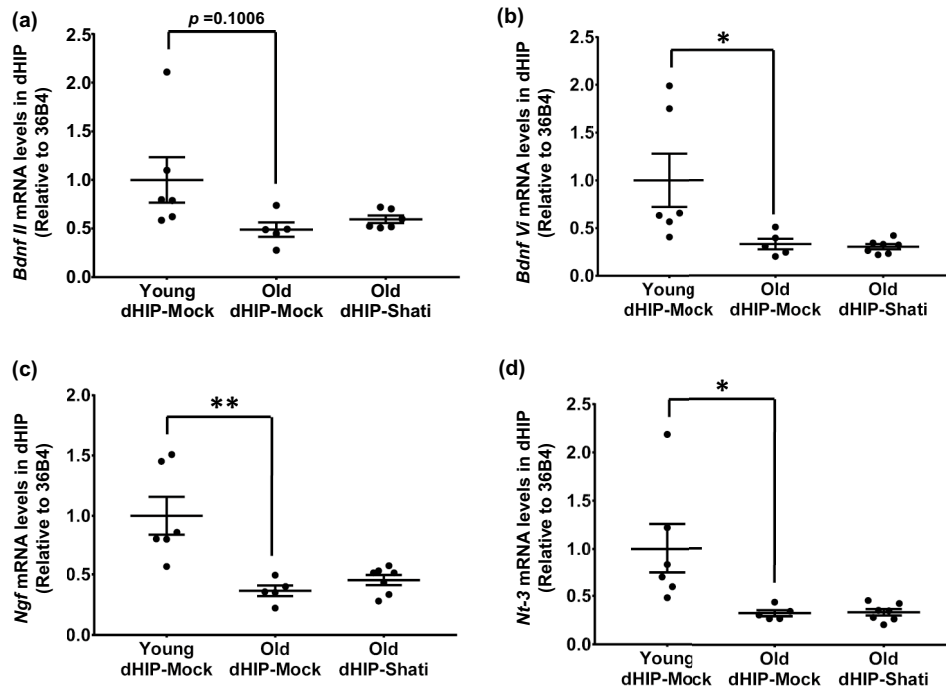 (a)
p =0.1006
Bdnf II mRNA levels in dHIP
(Relative to 36B4)
2.5
2.0
1.5
1.0
0.5
0.0
Young
dHIP-Mock
Old
dHIP-Mock
Old
dHIP-Shati
(b)
*
Bdnf Vi mRNA levels in dHIP
(Relative to 36B4)
2.5
2.0
1.5
1.0
0.5
0.0
Young
dHIP-Mock
Old
dHIP-Mock
Old
dHIP-Shati
(c)
**
Ngf mRNA levels in dHIP
(Relative to 36B4)
2.0
1.5
1.0
0.5
0.0
Young
dHIP-Mock
Old
dHIP-Mock
Old
dHIP-Shati
(d)
*
Nt-3 mRNA levels in dHIP
(Relative to 36B4)
2.5
2.0
1.5
1.0
0.5
0.0
Young
dHIP-Mock
Old
dHIP-Mock
Old
dHIP-Shati